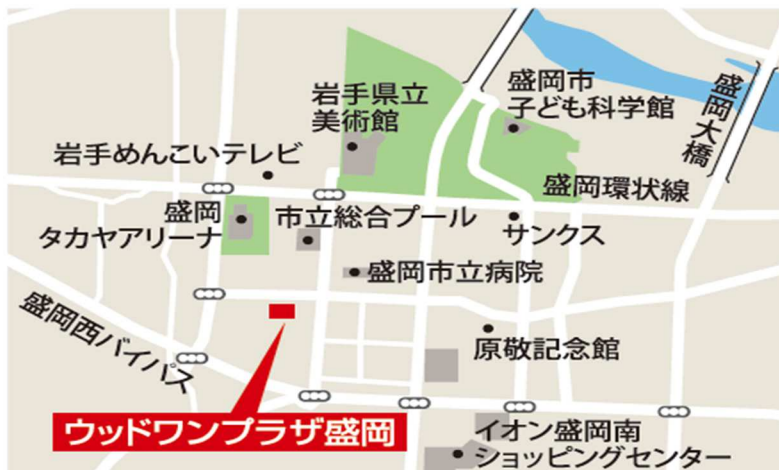 岩手県立
美術館
盛岡市
子ども科学館
盛岡大橋
岩手めんこいテレビ
盛岡環状線
盛岡
タカヤアリーナ
市立総合プール
サンクス
盛岡市立病院
盛岡西バイパス
原敬記念館
ウッドワンプラザ盛岡
イオン盛岡南
ショッピングセンター